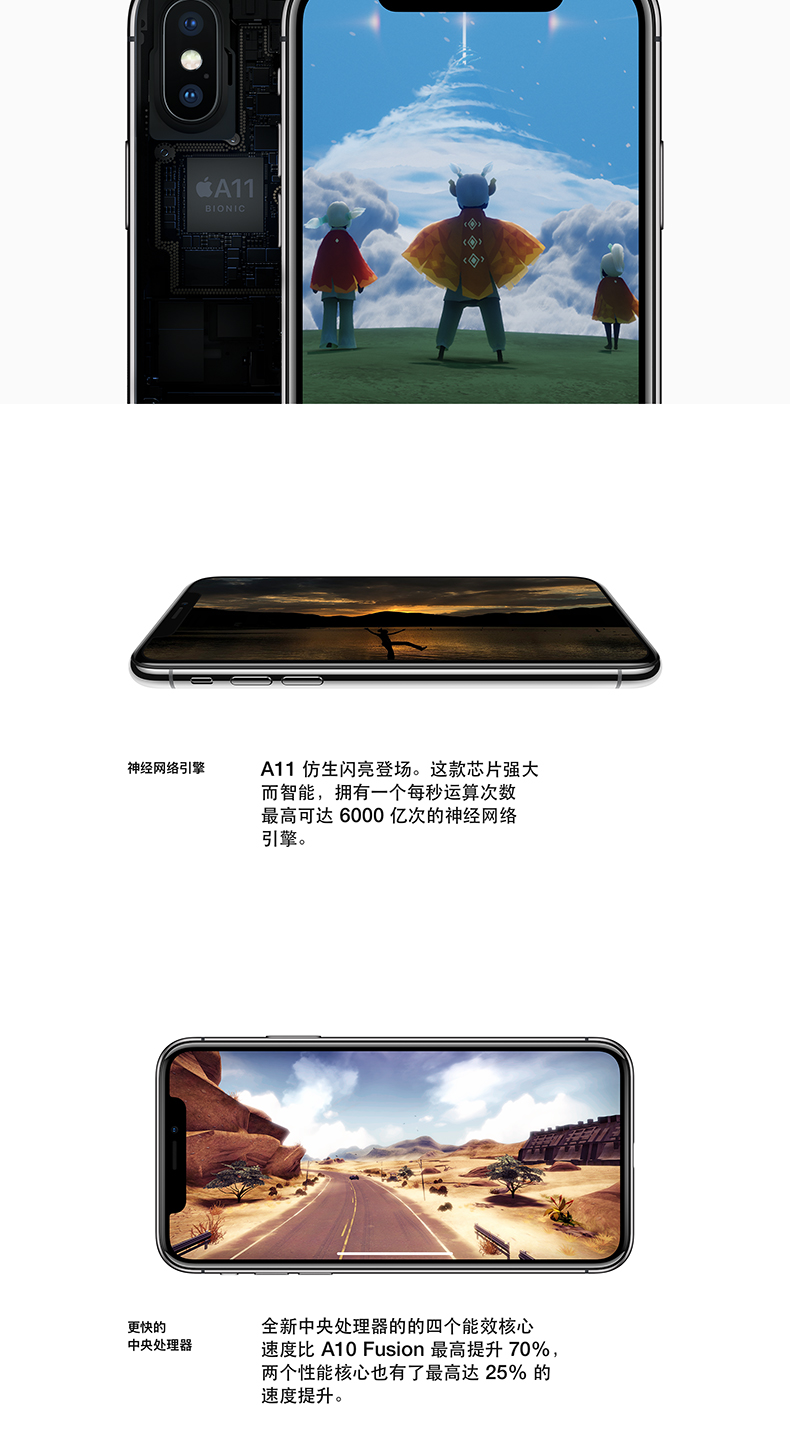 A11
BIONIC
神经网络引擎
A11 仿生闪亮登场。这款芯片强大
而智能，拥有一个每秒运算次数
最高可达 6000 亿次的神经网络
引擎。
更快的
中央处理器
全新中央处理器的的四个能效核心
速度比 A10 Fusion 最高提升 70%，
两个性能核心也有了最高达 25% 的
速度提升。